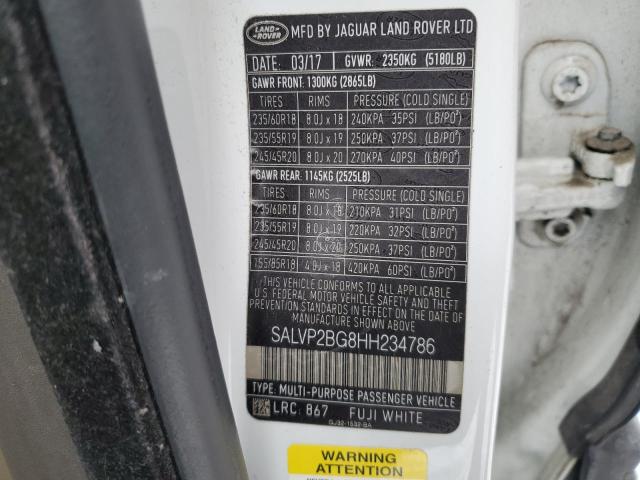 LAND ROVER MFD BY JAGUAR LAND ROVER LTD
DATE: 03/17 GVWR: 2350KG (5180LB)
GAWR FRONT: 1300KG (2865LB)
TIRES RIMS PRESSURE (COLD SINGLE)
235/60R18 8.0J x 18 240KPA 35PSI (LB/PO²)
235/55R19 8.0J x 19 250KPA 37PSI (LB/PO²)
245/45R20 8.0J x 20 270KPA 40PSI (LB/PO²)
GAWR REAR: 1145KG (2525LB)
TIRES RIMS PRESSURE (COLD SINGLE)
235/60R18 8.0J x 18 210KPA 31PSI (LB/PO²)
235/55R19 8.0J x 19 220KPA 32PSI (LB/PO²)
245/45R20 8.0J x 20 250KPA 37PSI (LB/PO²)
155/85R18 4.0J x 18 420KPA 60PSI (LB/PO²)
THIS VEHICLE CONFORMS TO ALL APPLICABLE
U.S. FEDERAL MOTOR VEHICLE SAFETY AND THEFT
PREVENTION STANDARDS IN EFFECT ON THE DATE
OF MANUFACTURE SHOWN ABOVE.
SALVP2BG8HH234786
TYPE: MULTI-PURPOSE PASSENGER VEHICLE
LRC: 867 FUJI WHITE
GJ32-1532-BA
WARNING
ATTENTION